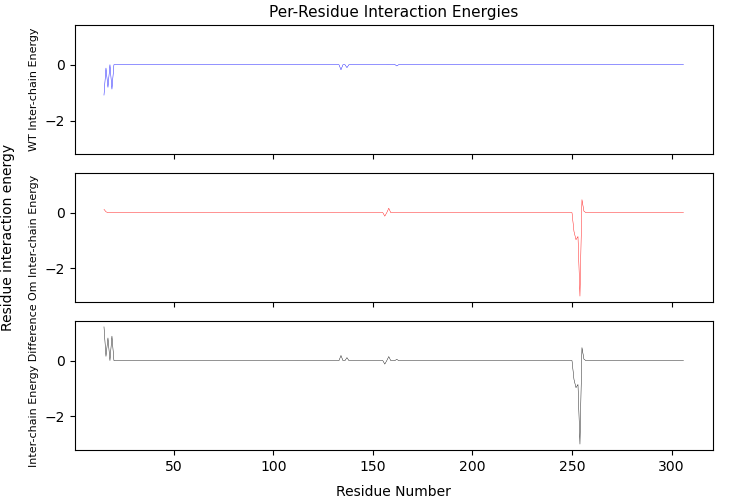 Per-Residue Interaction Energies
Residue interaction energy
WT Inter-chain Energy
0
−2
Om Inter-chain Energy
0
−2
Inter-chain Energy Difference
0
−2
50
100
150
200
250
300
Residue Number